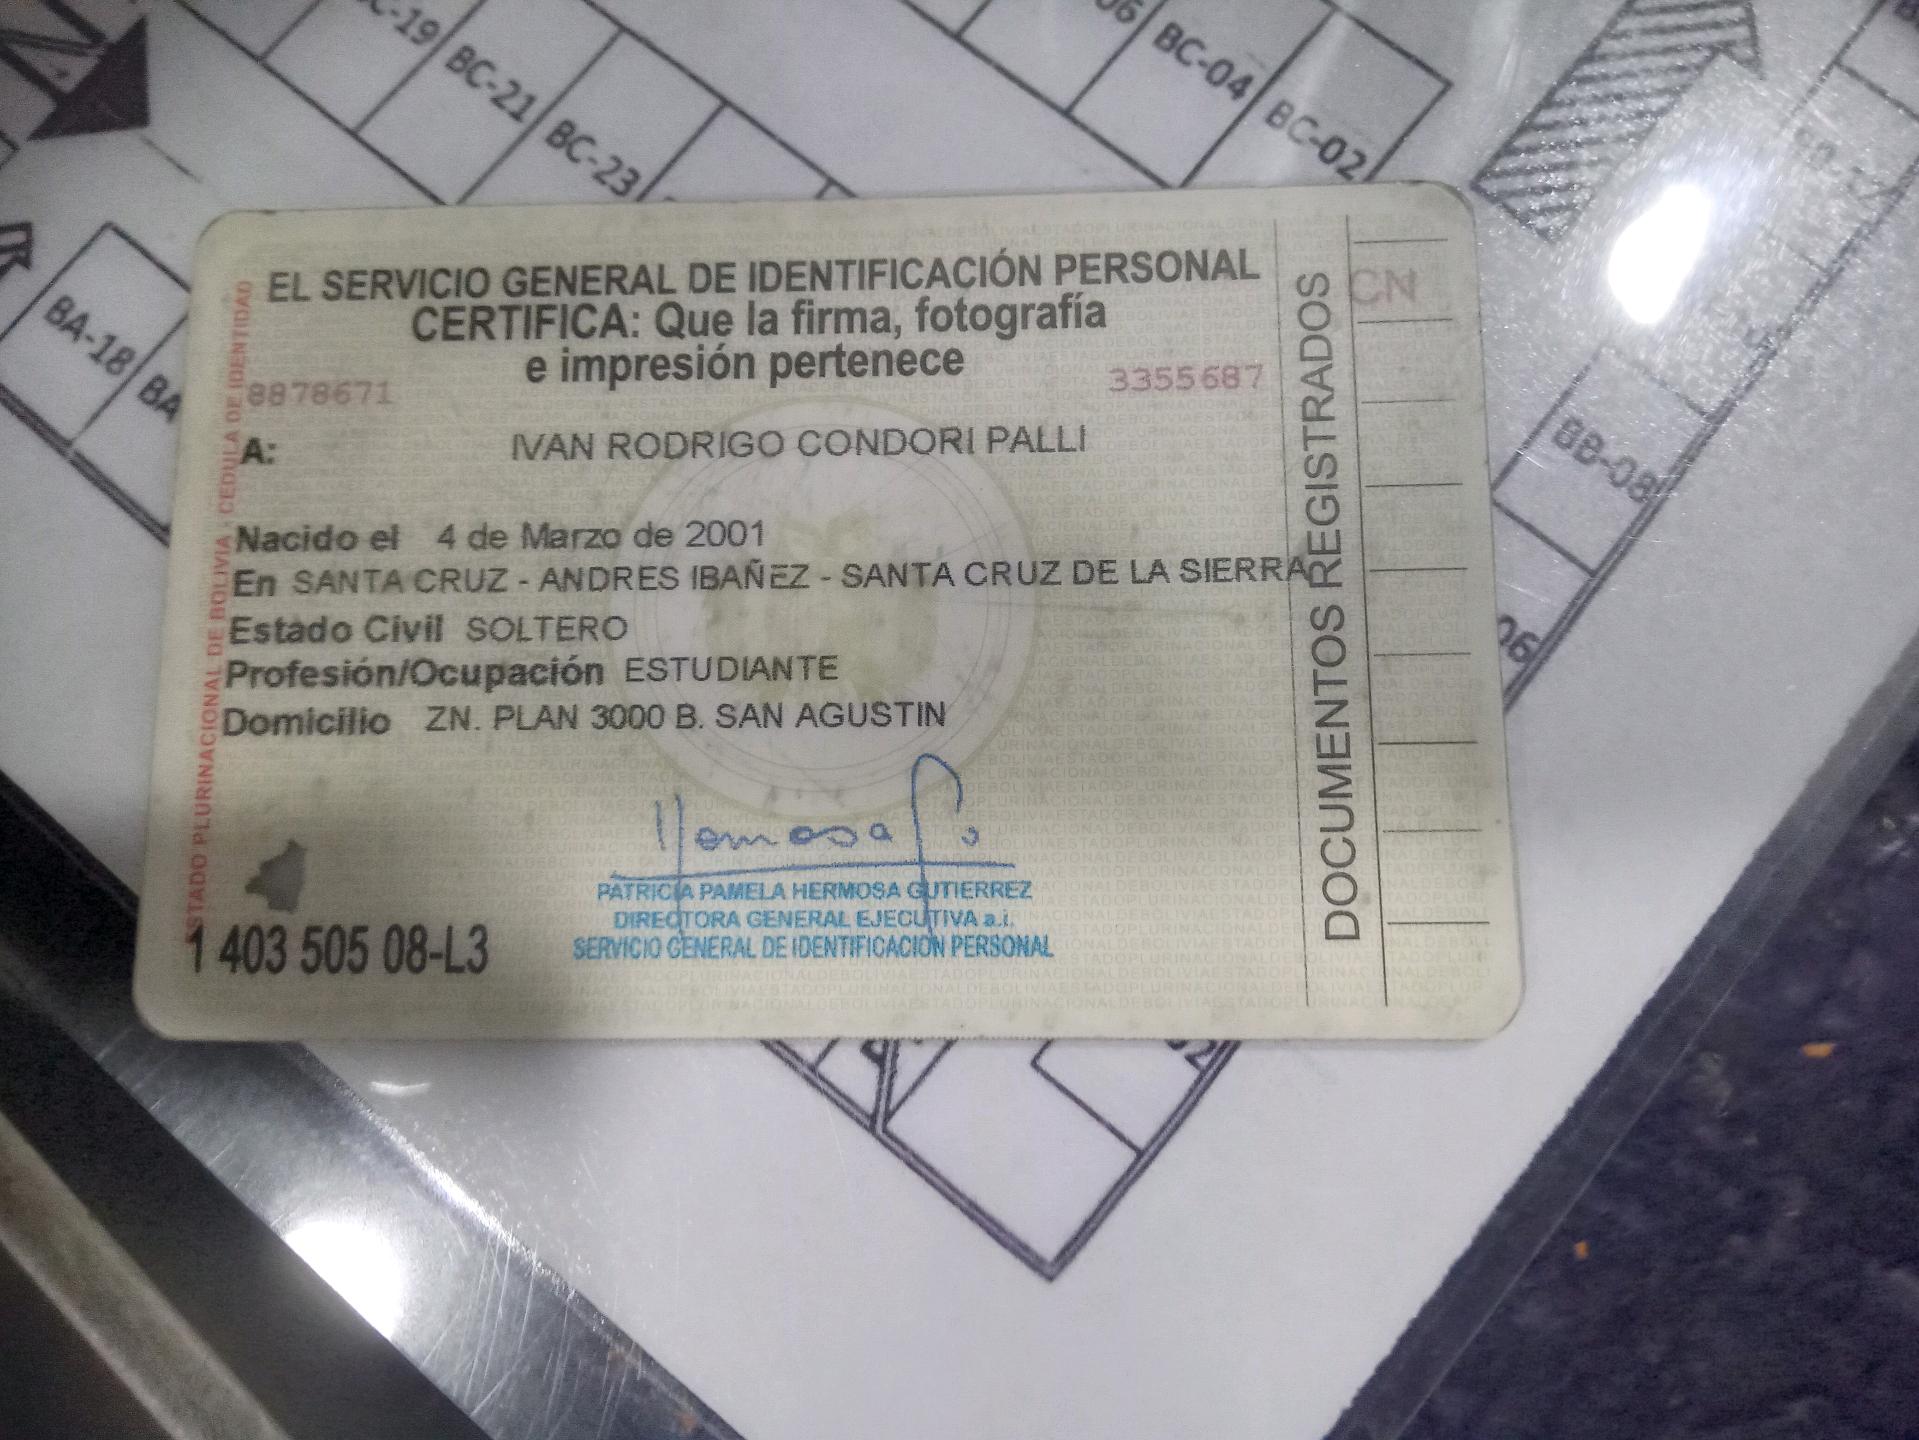 C-19
BC-21
BC-23
06
BC-04
BC-02
BA-18
BA
BB-08
06
02
EL SERVICIO GENERAL DE IDENTIFICACIÓN PERSONAL
CERTIFICA: Que la firma, fotografía
e impresión pertenece
8878671
3355687
A: IVAN RODRIGO CONDORI PALLI
Nacido el 4 de Marzo de 2001
En SANTA CRUZ - ANDRES IBAÑEZ - SANTA CRUZ DE LA SIERRA
Estado Civil SOLTERO
Profesión/Ocupación ESTUDIANTE
Domicilio ZN. PLAN 3000 B. SAN AGUSTIN
PATRICIA PAMELA HERMOSA GUTIERREZ
DIRECTORA GENERAL EJECUTIVA a.i.
SERVICIO GENERAL DE IDENTIFICACION PERSONAL
1 403 505 08-L3
ESTADO PLURINACIONAL DE BOLIVIA - CEDULA DE IDENTIDAD
DOCUMENTOS REGISTRADOS
CN